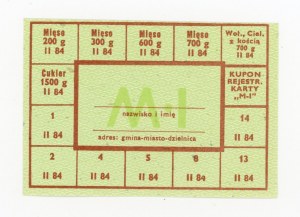 Mięso
200 g
II 84
Mięso
300 g
II 84
Mięso
600 g
II 84
Mięso
700 g
II 84
Woł., Ciel.
z kością
700 g
II 84
Cukier
1500 g
II 84
M-I
nazwisko i imię
adres: gmina-miasto-dzielnica
KUPON-
REJESTR.
KARTY
„M-I"
1
II 84
14
II 84
2
II 84
4
II 84
5
II 84
8
II 84
13
II 84